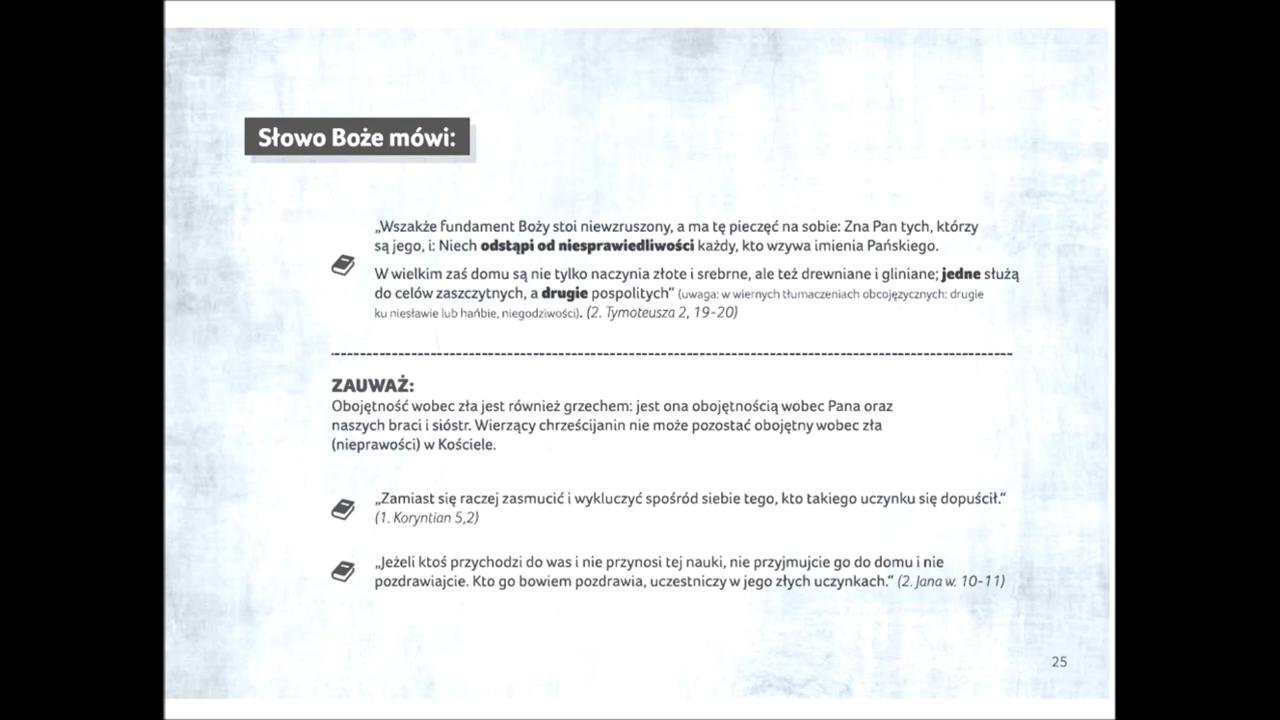 Słowo Boże mówi:
„Wszakże fundament Boży stoi niewzruszony, a ma tę pieczęć na sobie: Zna Pan tych, którzy
są jego, i: Niech odstąpi od niesprawiedliwości każdy, kto wzywa imienia Pańskiego.
W wielkim zaś domu są nie tylko naczynia złote i srebrne, ale też drewniane i gliniane; jedne służą
do celów zaszczytnych, a drugie pospolitych“ (uwaga: w wiernych tłumaczeniach obcojęzycznych: drugie
ku niesławie lub hańbie, niegodziwości). (2. Tymoteusza 2, 19-20)
ZAUWAŻ:
Obojętność wobec zła jest również grzechem: jest ona obojętnością wobec Pana oraz
naszych braci i sióstr. Wierzący chrześcijanin nie może pozostać obojętny wobec zła
(nieprawości) w Kościele.
„Zamiast się raczej zasmucić i wykluczyć spośród siebie tego, kto takiego uczynku się dopuścił.“
(1. Koryntian 5,2)
„Jeżeli ktoś przychodzi do was i nie przynosi tej nauki, nie przyjmujcie go do domu i nie
pozdrawiajcie. Kto go bowiem pozdrawia, uczestniczy w jego złych uczynkach.“ (2. Jana w. 10-11)
25